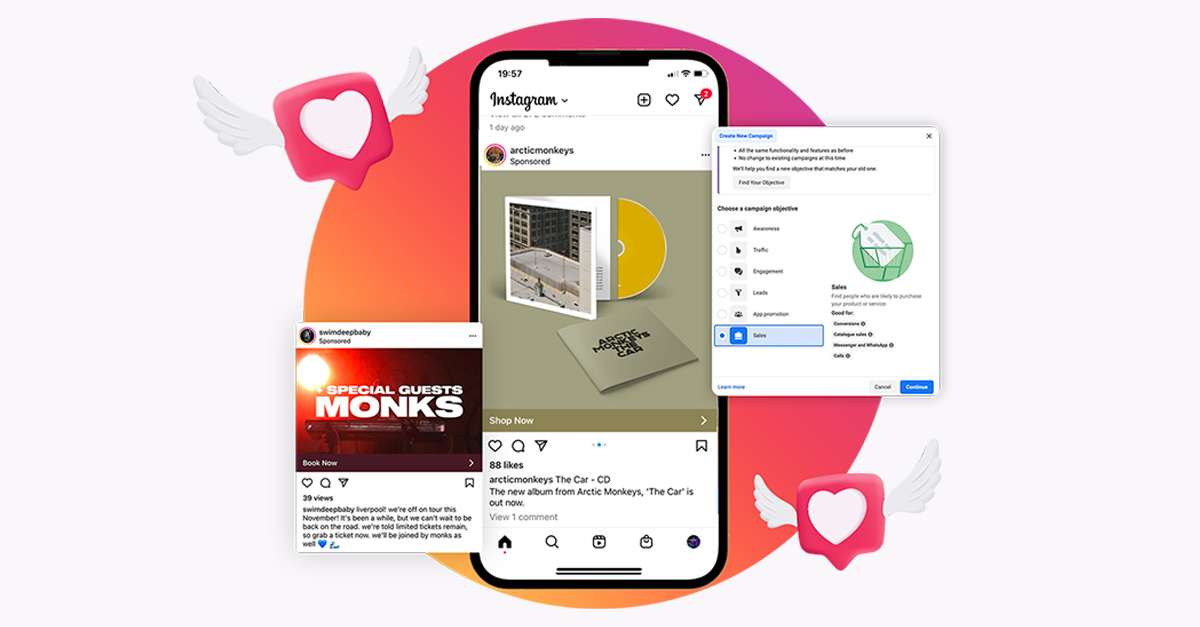 19:57
Instagram
2
1 day ago
arcticmonkeys
Sponsored
ARCTIC
MONKEYS
THE
CAR
Shop Now
88 likes
arcticmonkeys The Car - CD
The new album from Arctic Monkeys, 'The Car' is
out now.
View 1 comment
swimdeepbaby
Sponsored
+ SPECIAL GUESTS
MONKS
Book Now
39 views
swimdeepbaby liverpool! we're off on tour this
November! It's been a while, but we can't wait to be
back on the road. we're told limited tickets remain,
so grab a ticket now. we'll be joined by monks as
well 💙
Create New Campaign
• All the same functionality and features as before
• No change to existing campaigns at this time
We'll help you find a new objective that matches your old one.
Find Your Objective
Choose a campaign objective
Awareness
Traffic
Engagement
Leads
App promotion
Sales
Sales
Find people who are likely to purchase
your product or service.
Good for:
Conversions
Catalogue sales
Messenger and WhatsApp
Calls
Learn more
Cancel
Continue